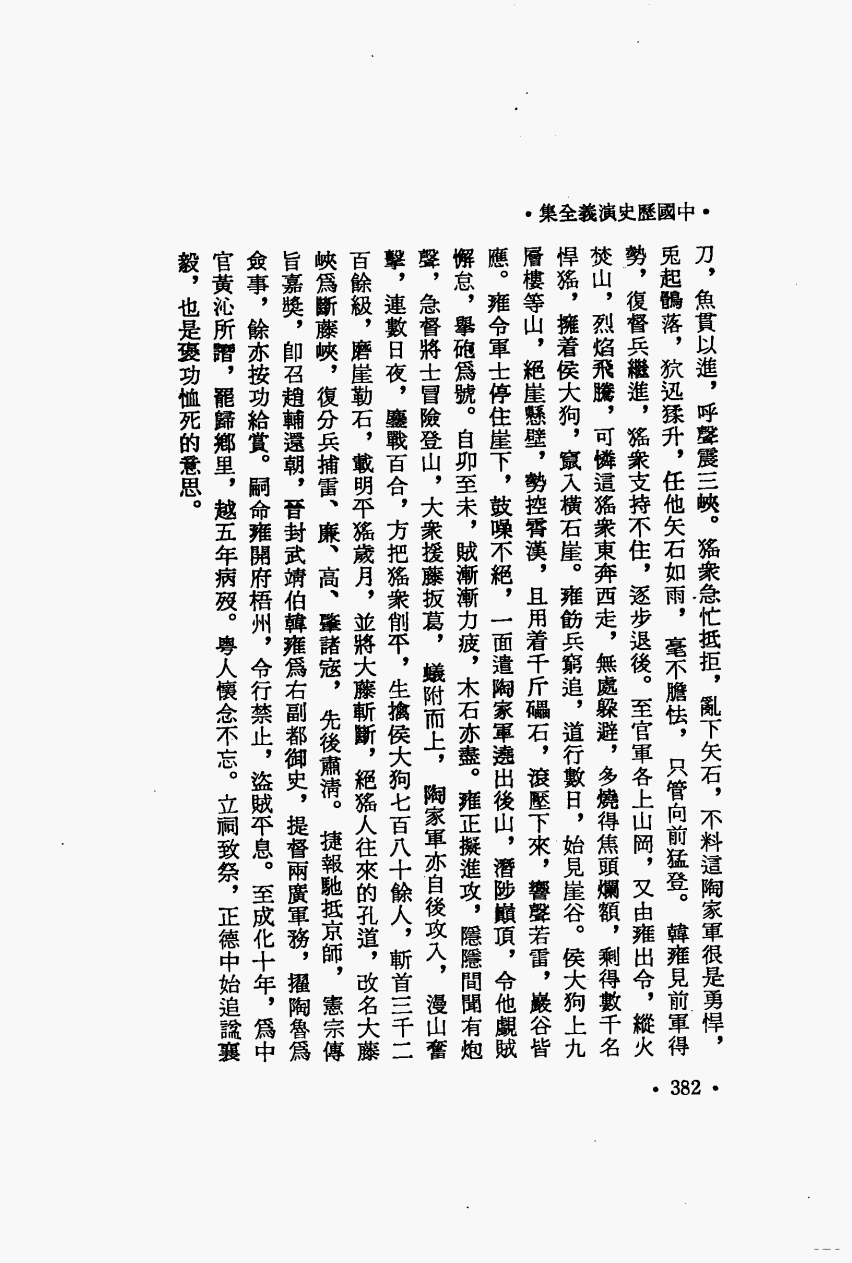 •中國歷史演義全集•
刀，魚貫以進，呼聲震三峽。猺衆急忙抵拒，亂下矢石，不料這陶家軍很是勇悍，
兎起鶻落，狖迅猱升，任他矢石如雨，毫不膽怯，只管向前猛登。韓雍見前軍得
勢，復督兵繼進，猺衆支持不住，逐步退後。至官軍各上山岡，又由雍出令，縱火
焚山，烈焰飛騰，可憐這猺衆東奔西走，無處躱避，多燒得焦頭爛額，剩得數千名
悍猺，擁着侯大狗，竄入橫石崖。雍飭兵窮追，道行數日，始見崖谷。侯大狗上九
層樓等山，絕崖懸壁，勢控霄漢，且用着千斤礧石，滾壓下來，響聲若雷，巖谷皆
應。雍令軍士停住崖下，鼓噪不絕，一面遣陶家軍遶出後山，潛陟巔頂，令他覷賊
懈怠，舉砲爲號。自卯至未，賊漸漸力疲，木石亦盡。雍正擬進攻，隱隱間聞有炮
聲，急督將士冒險登山，大衆援藤扳葛，蟻附而上，陶家軍亦自後攻入，漫山奮
擊，連數日夜，鏖戰百合，方把猺衆削平，生擒侯大狗七百八十餘人，斬首三千二
百餘級，磨崖勒石，載明平猺歲月，並將大藤斬斷，絕猺人往來的孔道，改名大藤
峽爲斷藤峽，復分兵捕雷、廉、高、肇諸寇，先後肅淸。捷報馳抵京師，憲宗傳
旨嘉獎，卽召趙輔還朝，晉封武靖伯韓雍爲右副都御史，提督兩廣軍務，擢陶魯爲
僉事，餘亦按功給賞。嗣命雍開府梧州，令行禁止，盜賊平息。至成化十年，爲中
官黃沁所譖，罷歸鄕里，越五年病歿。粵人懷念不忘。立祠致祭，正德中始追諡襄
毅，也是襃功恤死的意思。
•382•